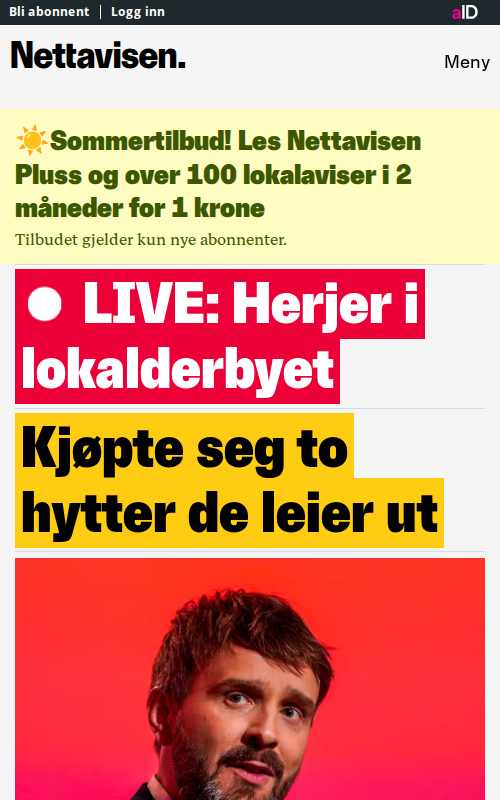 Bli abonnent | Logg inn
aID
Nettavisen.
Meny
☀️Sommertilbud! Les Nettavisen
Pluss og over 100 lokalaviser i 2
måneder for 1 krone
Tilbudet gjelder kun nye abonnenter.
LIVE: Herjer i
lokalderbyet
Kjøpte seg to
hytter de leier ut